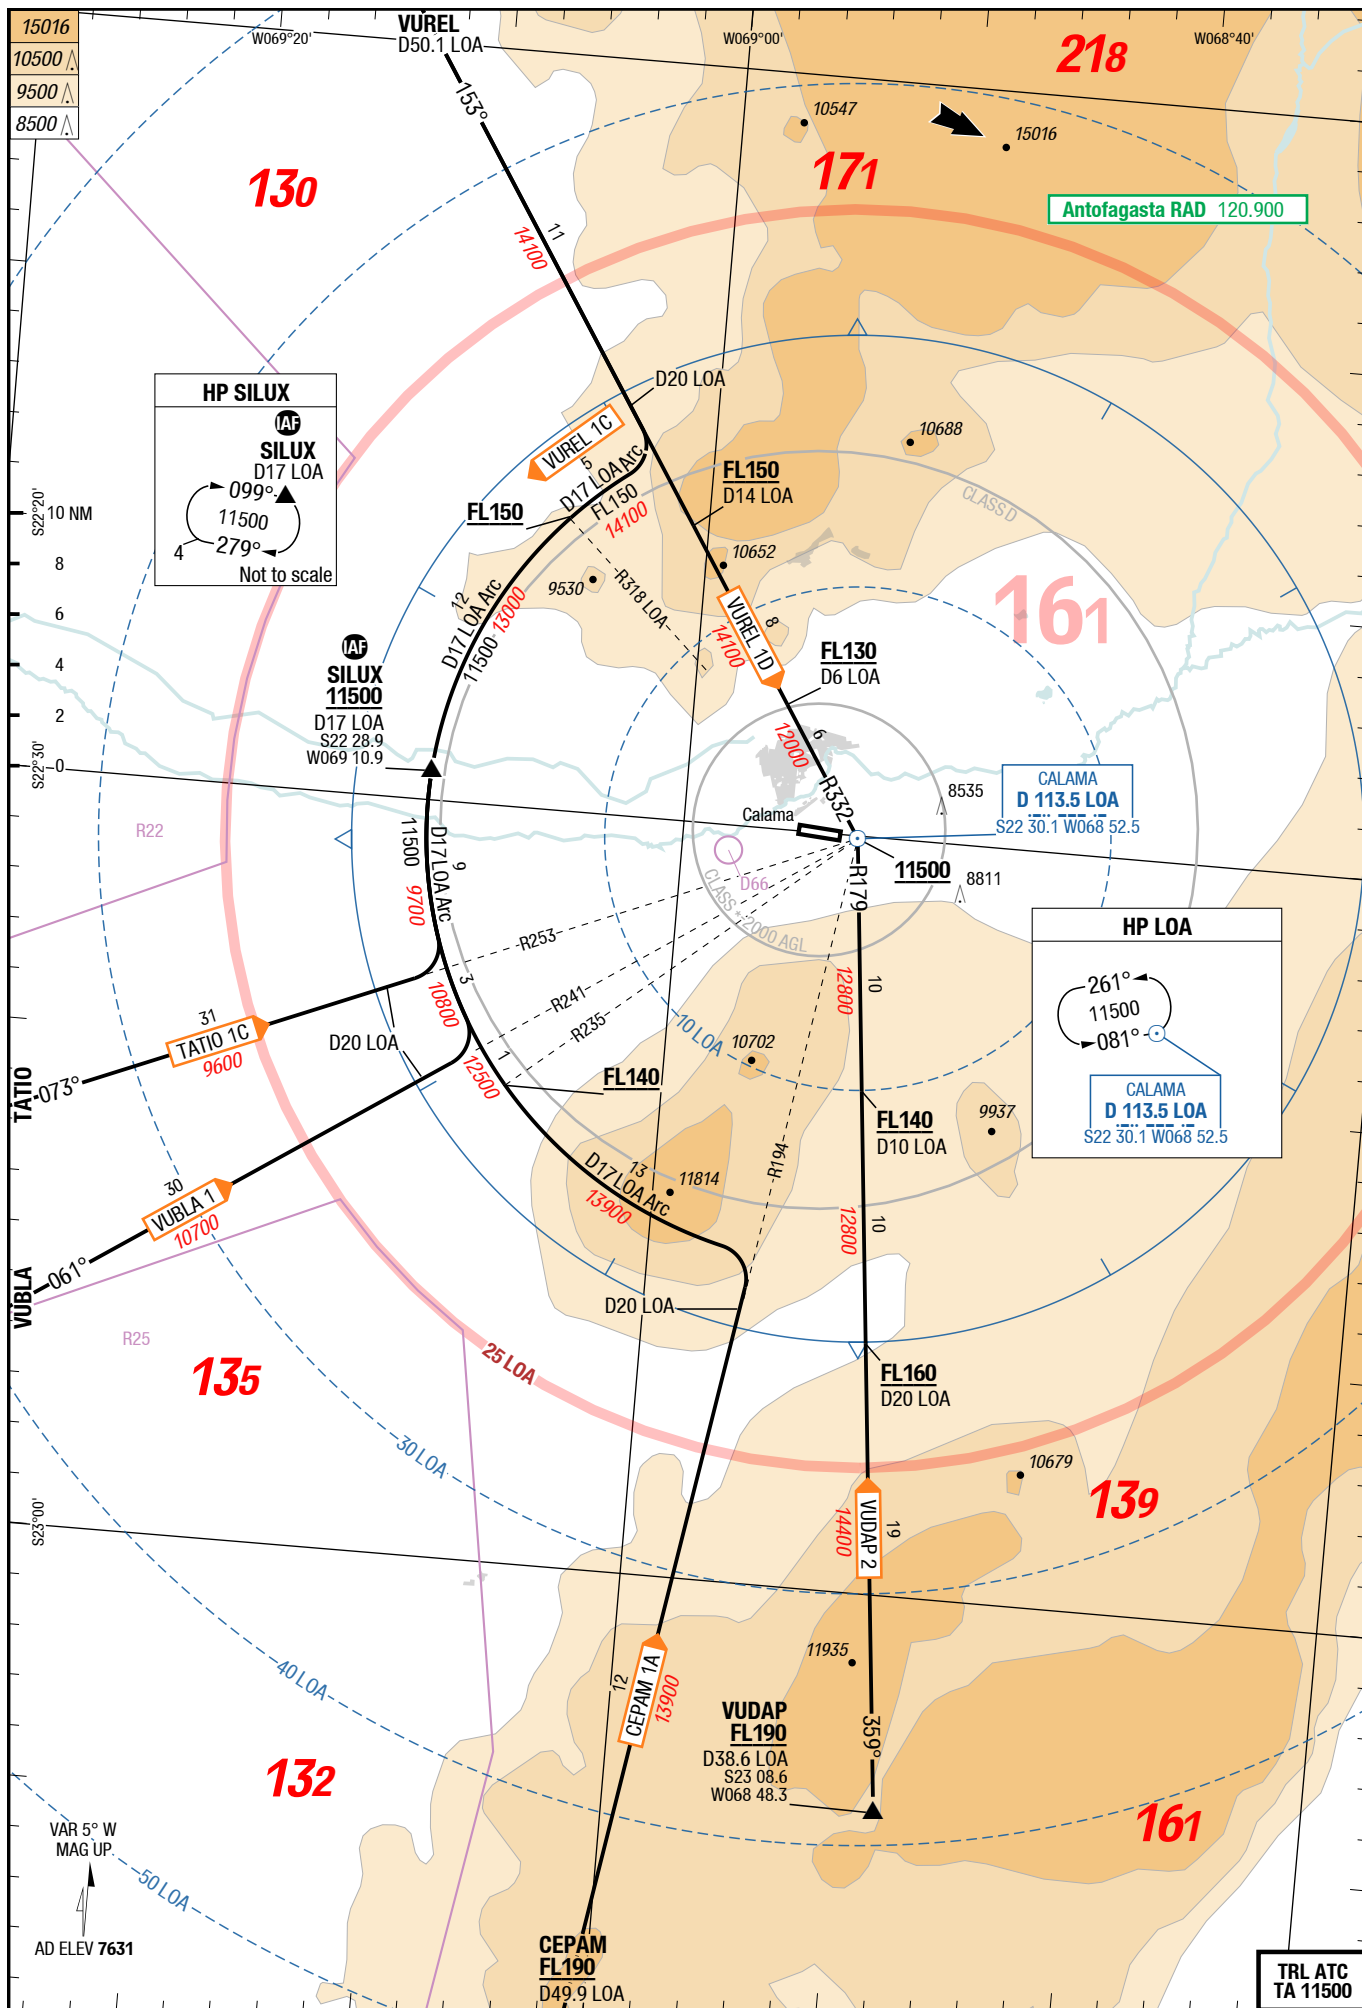 15016
10500
9500
8500
W069°20'
VUREL
D50.1 LOA
W069°00'
W068°40'
218
10547
15016
153°
130
171
Antofagasta RAD 120.900
11
14100
HP SILUX
IAF
SILUX
D17 LOA
099°
11500
279°
4
Not to scale
D20 LOA
VUREL 1C
5
D17 LOA Arc
FL150
14100
FL150
10688
FL150
D14 LOA
CLASS D
S22°20'
10 NM
8
6
4
2
0
S22°30'
10652
9530
R318 LOA
12
D17 LOA Arc
13000
11500
161
VUREL 1D
8
14100
FL130
D6 LOA
IAF
SILUX
11500
D17 LOA
S22 28.9
W069 10.9
6
12000
R332
CALAMA
D 113.5 LOA
S22 30.1 W068 52.5
8535
Calama
R22
11500
D17 LOA Arc
9
9700
D66
11500
8811
R179
CLASS *-2000 AGL
HP LOA
261°
11500
081°
CALAMA
D 113.5 LOA
S22 30.1 W068 52.5
R253
3
10800
R241
R235
12800
10
10 LOA
31
TATIO 1C
9600
D20 LOA
1
12500
10702
073°
TATIO
FL140
FL140
D10 LOA
9937
R194
13
D17 LOA Arc
13900
11814
30
VUBLA 1
10700
12800
10
061°
VUBLA
D20 LOA
R25
25 LOA
135
FL160
D20 LOA
30 LOA
10679
139
S23°00'
VUDAP 2
19
14400
40 LOA
12
CEPAM 1A
13900
11935
VUDAP
FL190
D38.6 LOA
S23 08.6
W068 48.3
359°
132
161
VAR 5° W
MAG UP
50 LOA
AD ELEV 7631
CEPAM
FL190
D49.9 LOA
TRL ATC
TA 11500